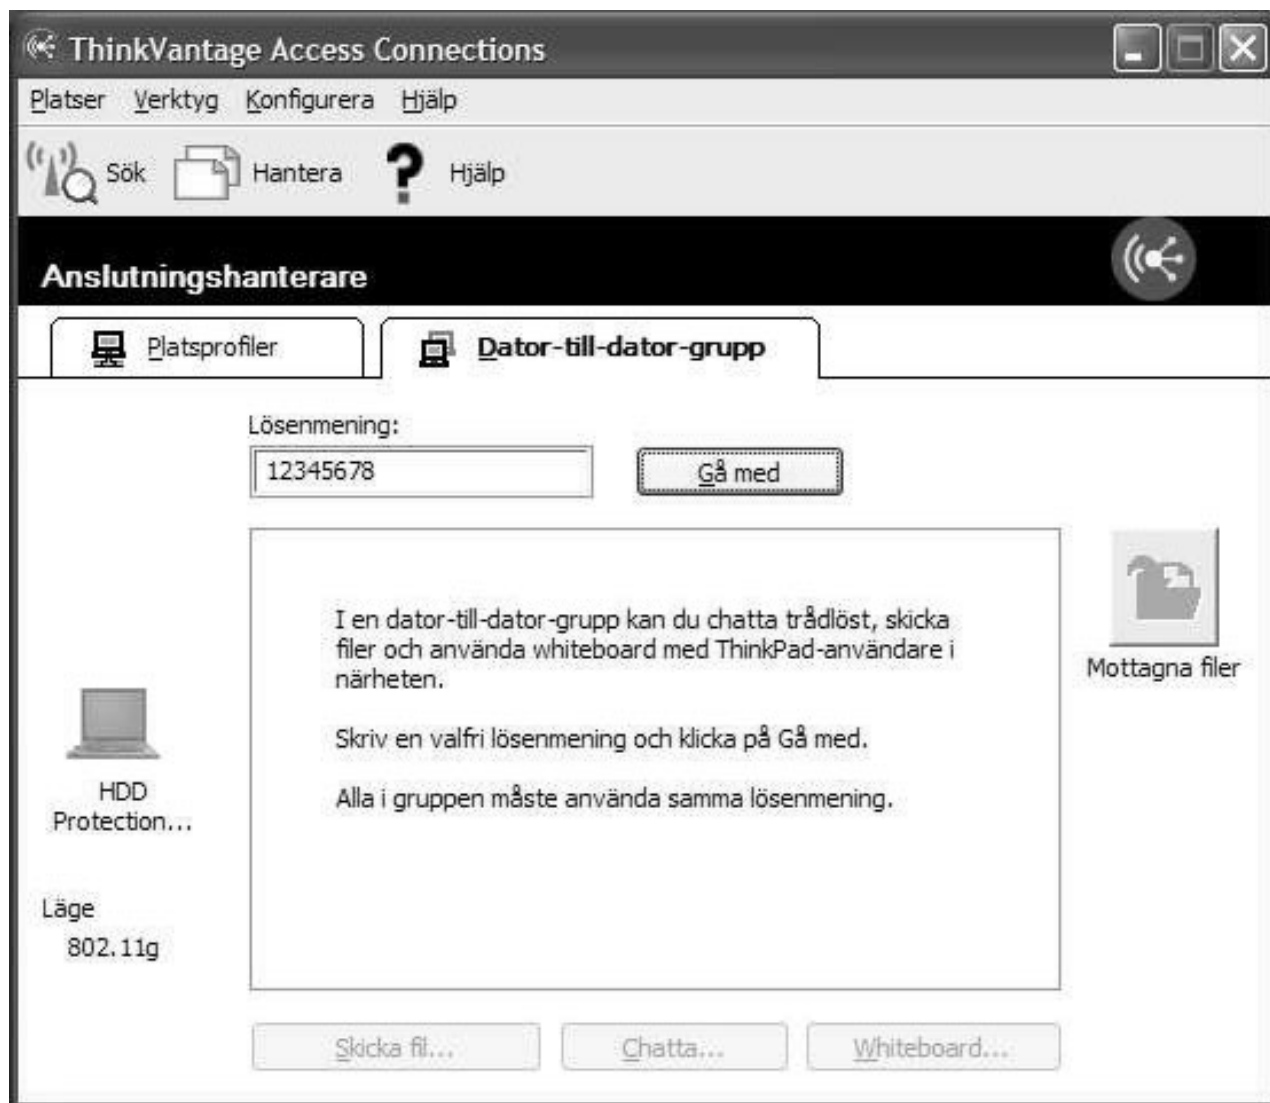 ThinkVantage Access Connections
Platser Verktyg Konfigurera Hjälp
Sök Hantera Hjälp
Anslutningshanterare
Platsprofiler Dator-till-dator-grupp
Lösenmening:
12345678 Gå med
I en dator-till-dator-grupp kan du chatta trådlöst, skicka
filer och använda whiteboard med ThinkPad-användare i
närheten.
Skriv en valfri lösenmening och klicka på Gå med.
Alla i gruppen måste använda samma lösenmening.
Mottagna filer
HDD
Protection...
Läge
802.11g
Skicka fil... Chatta... Whiteboard...